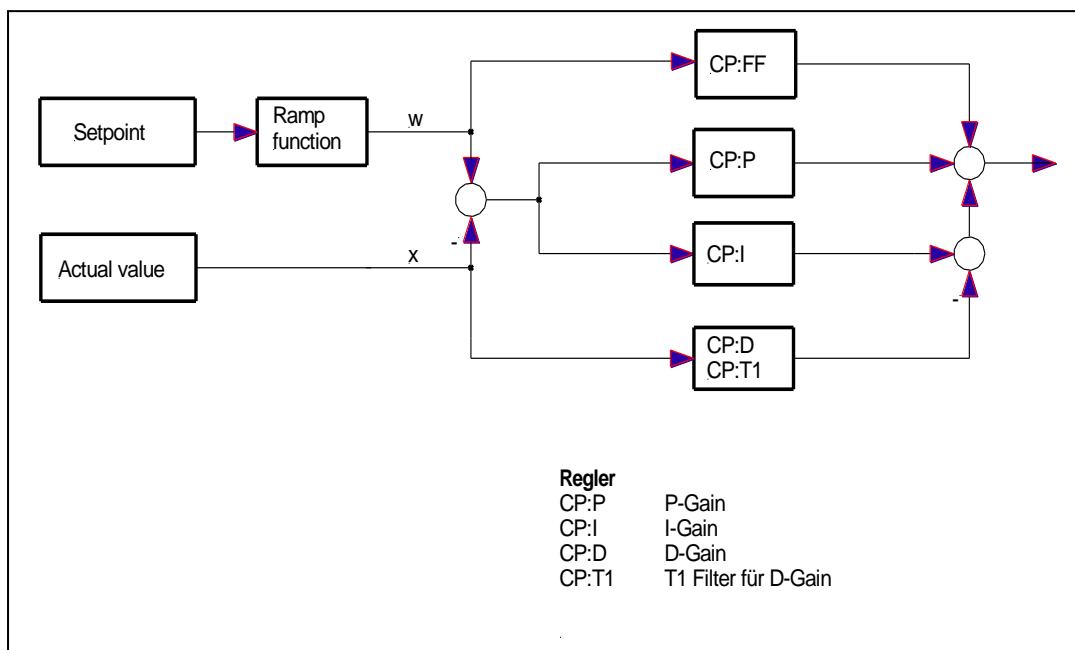 CP:FF
Setpoint
Ramp
function
w
CP:P
-
Actual value
x
CP:I
-
CP:D
CP:T1
Regler
CP:P P-Gain
CP:I I-Gain
CP:D D-Gain
CP:T1 T1 Filter für D-Gain